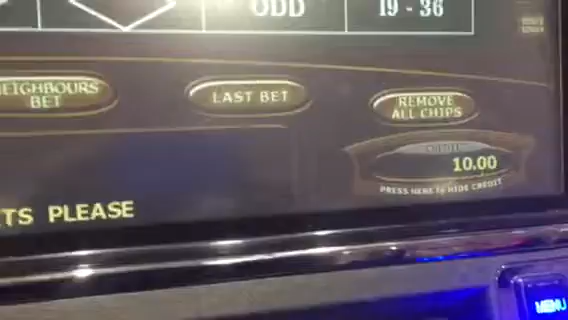 ODD
19 - 36
NEIGHBOURS
BET
LAST BET
REMOVE
ALL CHIPS
CREDIT
10.00
PRESS HERE to HIDE CREDIT
TS PLEASE
MENU